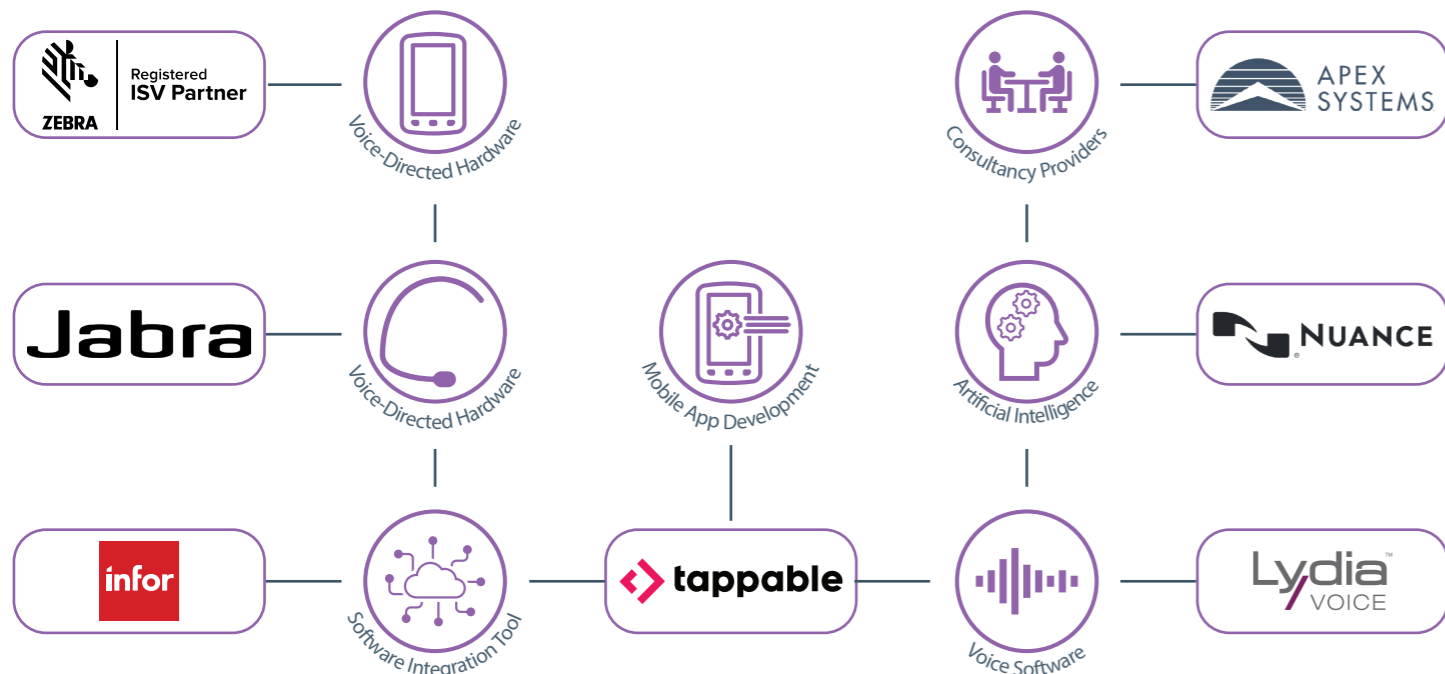 ZEBRA
Registered
ISV Partner
Voice-Directed Hardware
Consultancy Providers
APEX
SYSTEMS
Jabra
Voice-Directed Hardware
Mobile App Development
Artificial Intelligence
NUANCE
®
infor
Software Integration Tool
tappable
Voice Software
Lydia™
VOICE